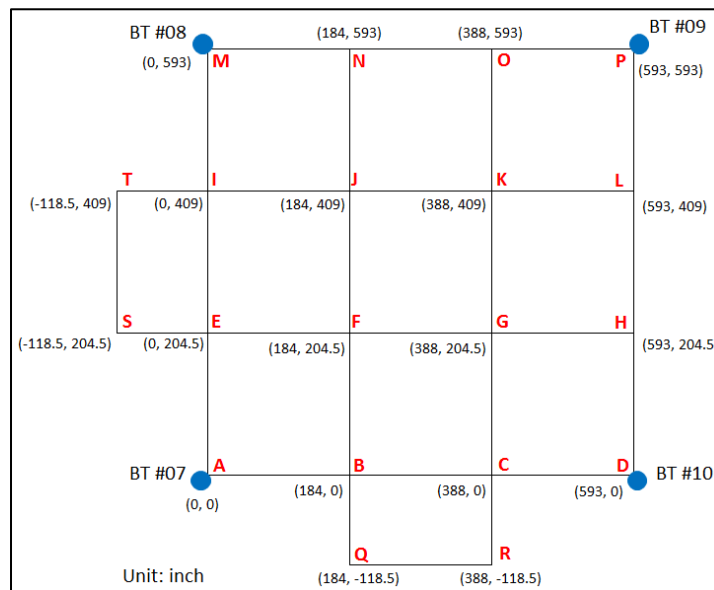 BT #08 (184, 593) (388, 593) BT #09
(0, 593) M N O P (593, 593)
T I J K L
(-118.5, 409) (0, 409) (184, 409) (388, 409) (593, 409)
S E F G H
(-118.5, 204.5) (0, 204.5) (184, 204.5) (388, 204.5) (593, 204.5
BT #07 A B C D BT #10
(0, 0) (184, 0) (388, 0) (593, 0)
Q R
Unit: inch (184, -118.5) (388, -118.5)